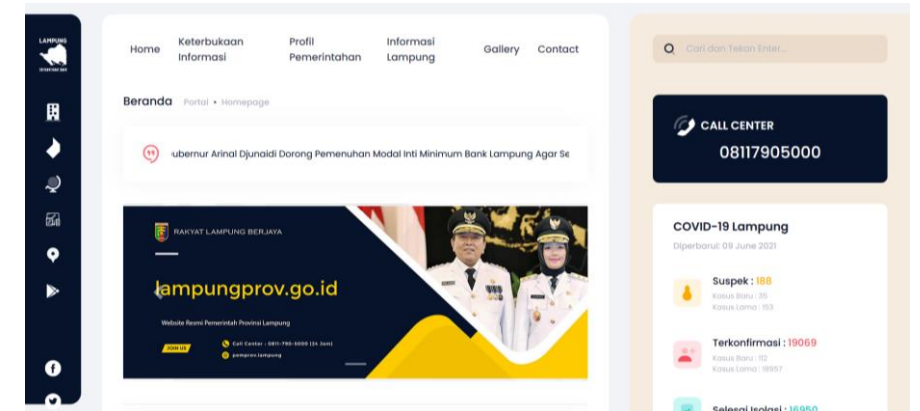 LAMPUNG
Home
Keterbukaan
Informasi
Profil
Pemerintahan
Informasi
Lampung
Gallery
Contact
Cari dan Tekan Enter...
Beranda Portal • Homepage
CALL CENTER
08117905000
ubernur Arinal Djunaidi Dorong Pemenuhan Modal Inti Minimum Bank Lampung Agar Se
RAKYAT LAMPUNG BERJAYA
lampungprov.go.id
Website Resmi Pemerintah Provinsi Lampung
JOIN US
Call Center : 0811-790-5000 (24 Jam)
pemprov.lampung
COVID-19 Lampung
Diperbarui: 09 June 2021
Suspek : 188
Kasus Baru : 35
Kasus Lama : 153
Terkonfirmasi : 19069
Kasus Baru : 112
Kasus Lama : 18957
Selesai Isolasi : 16950